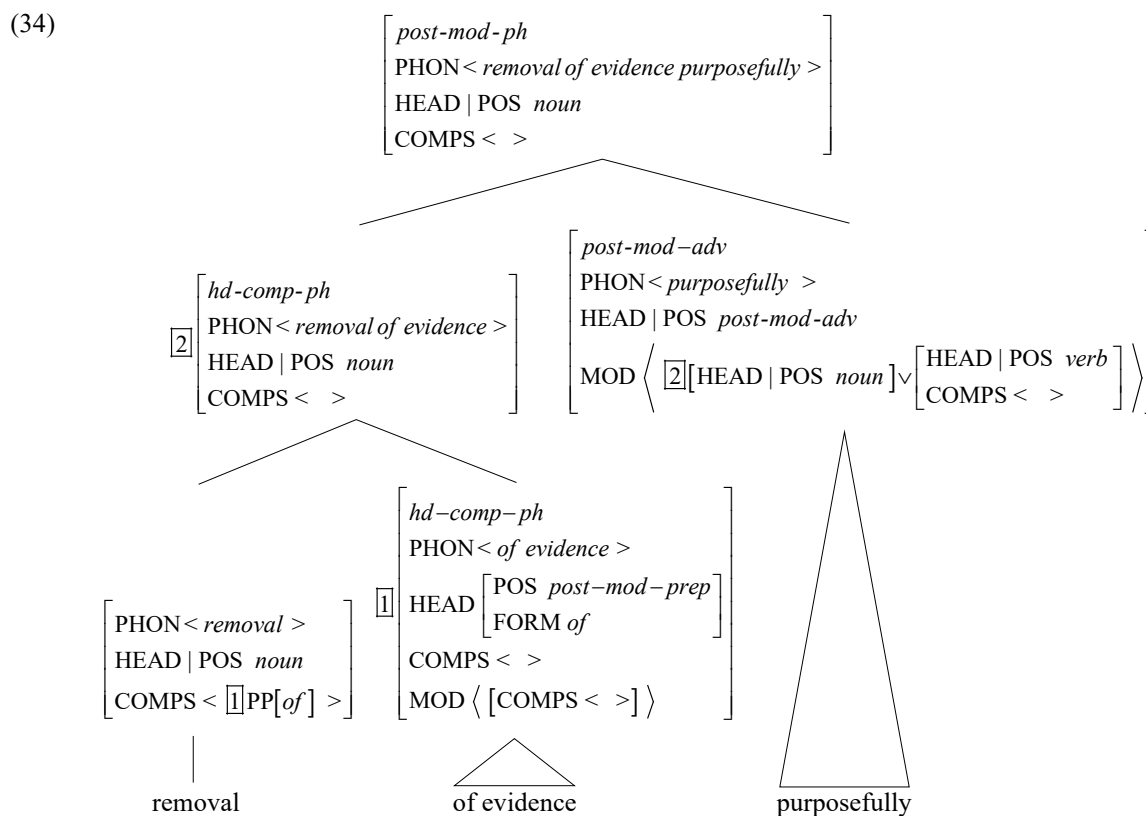 (34)
post-mod-ph
PHON < removal of evidence purposefully >
HEAD | POS noun
COMPS < >
2
hd-comp-ph
PHON < removal of evidence >
HEAD | POS noun
COMPS < >
post-mod–adv
PHON < purposefully >
HEAD | POS post-mod-adv
MOD ⟨ 2 [HEAD | POS noun] ∨ [HEAD | POS verb
COMPS < >] ⟩
PHON < removal >
HEAD | POS noun
COMPS < 1 PP[of] >
1
hd–comp–ph
PHON < of evidence >
HEAD [POS post–mod–prep
FORM of]
COMPS < >
MOD ⟨ [COMPS < >] ⟩
removal
of evidence
purposefully